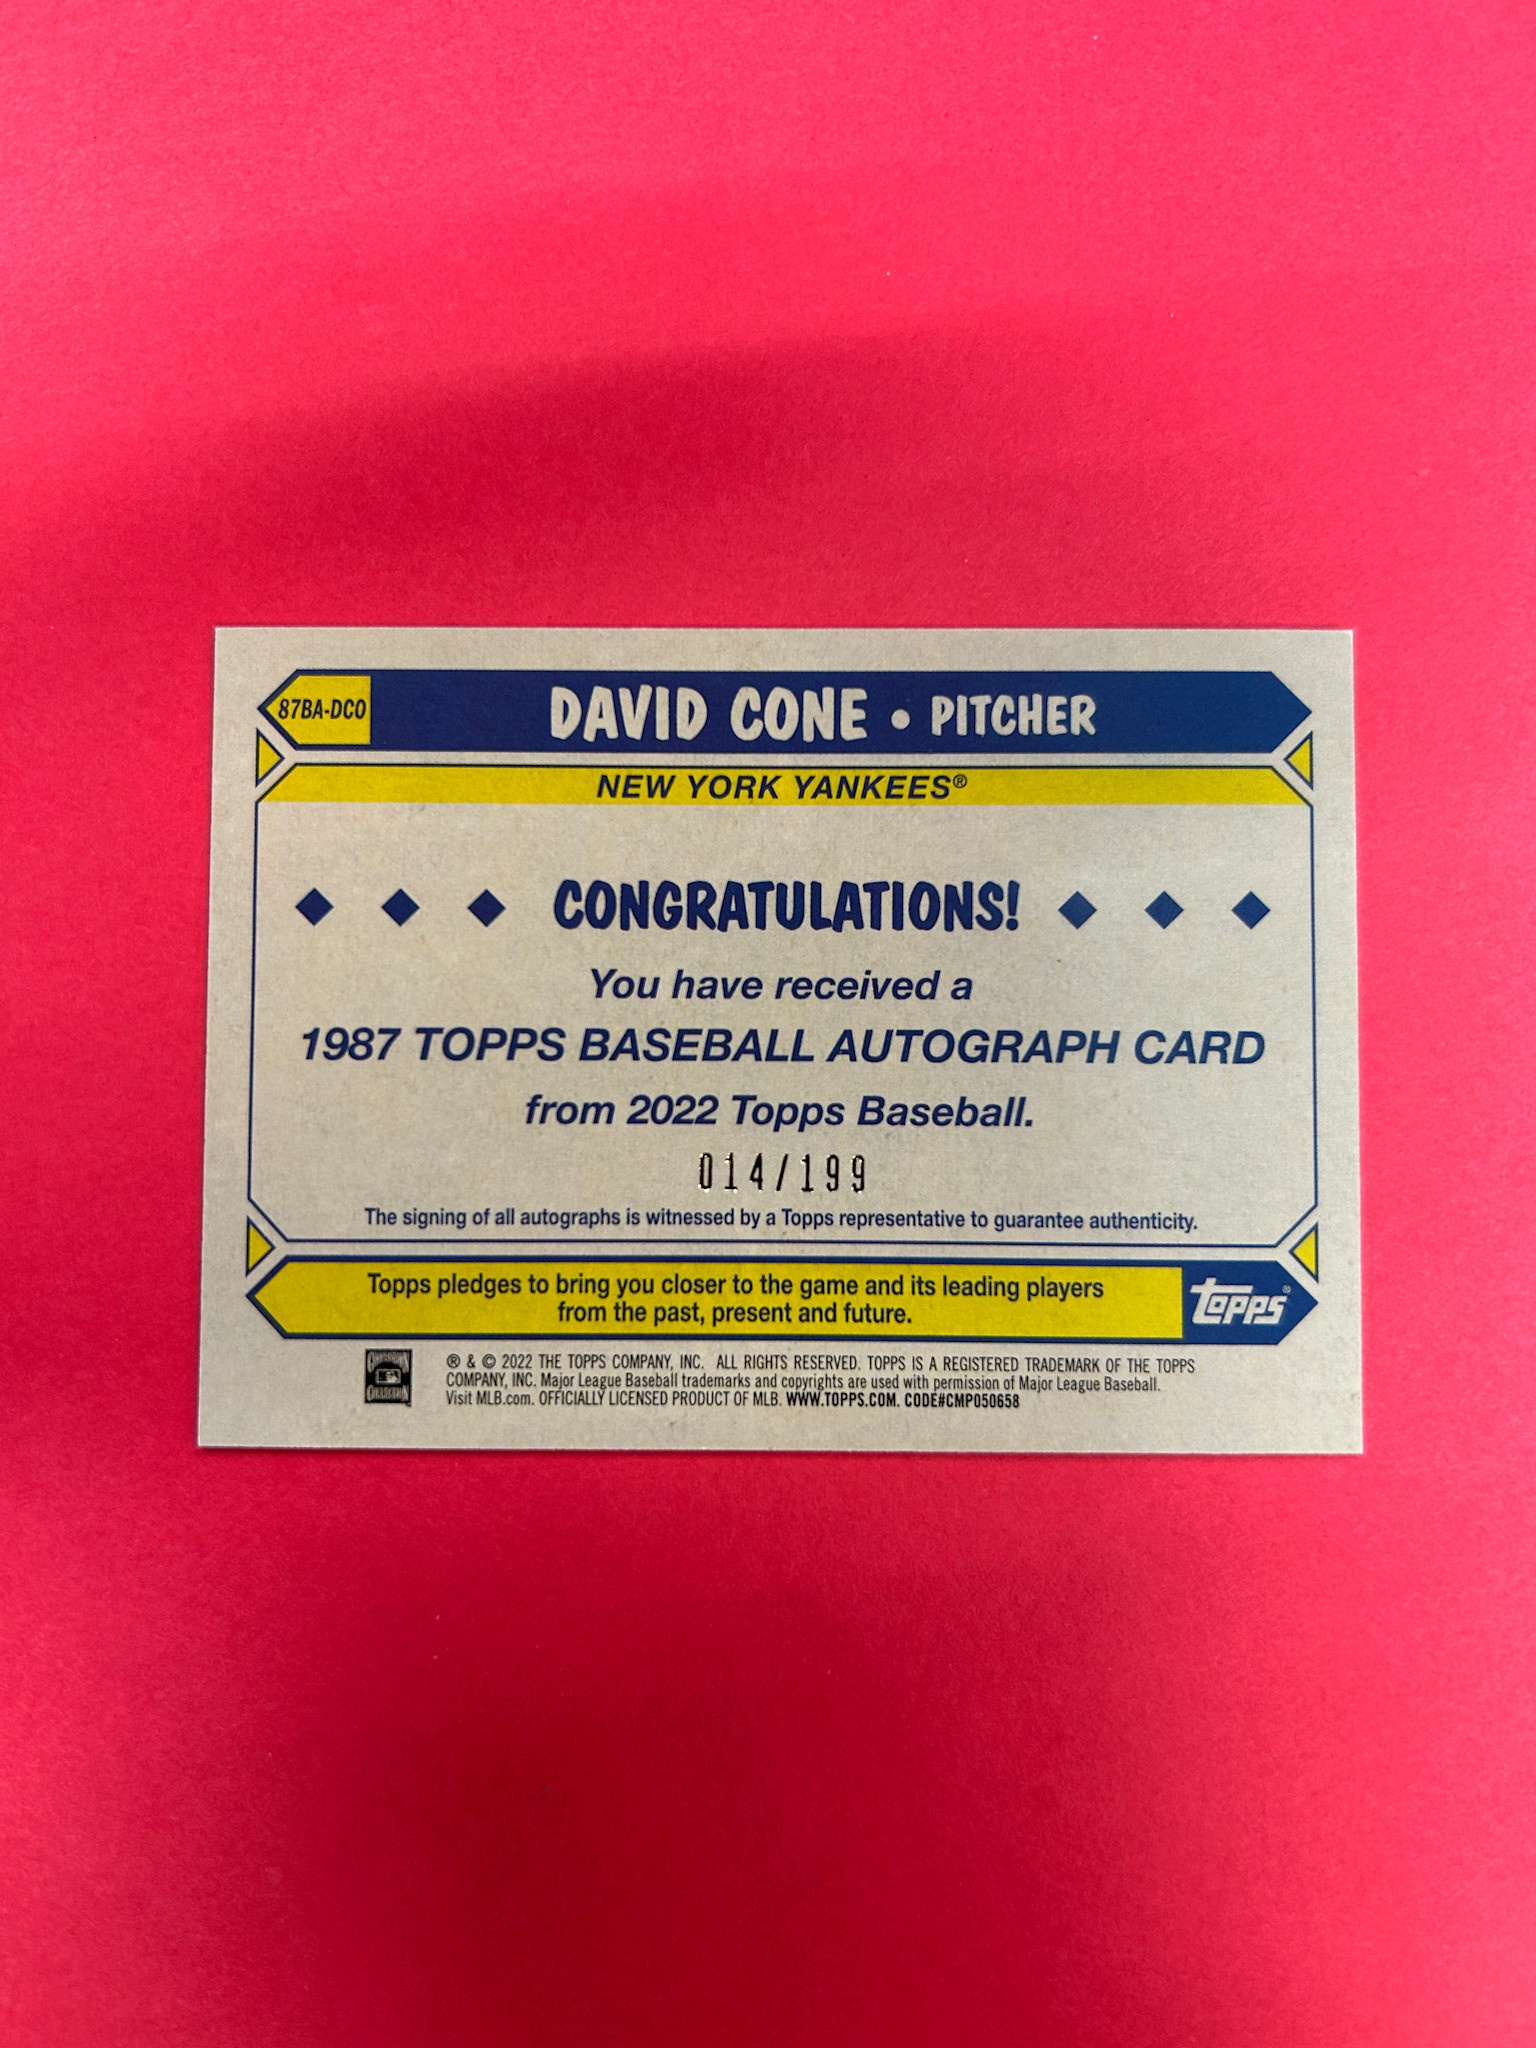 87BA-DCO
DAVID CONE • PITCHER
NEW YORK YANKEES®
CONGRATULATIONS!
You have received a
1987 TOPPS BASEBALL AUTOGRAPH CARD
from 2022 Topps Baseball.
014/199
The signing of all autographs is witnessed by a Topps representative to guarantee authenticity.
Topps pledges to bring you closer to the game and its leading players
from the past, present and future.
topps®
COOPERSTOWN
COLLECTION
® & © 2022 THE TOPPS COMPANY, INC. ALL RIGHTS RESERVED. TOPPS IS A REGISTERED TRADEMARK OF THE TOPPS
COMPANY, INC. Major League Baseball trademarks and copyrights are used with permission of Major League Baseball.
Visit MLB.com. OFFICIALLY LICENSED PRODUCT OF MLB. WWW.TOPPS.COM. CODE#CMP050658